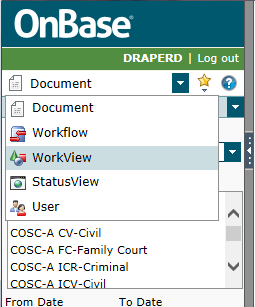 OnBase®
DRAPERD | Log out
Document
Document
Workflow
WorkView
StatusView
User
COSC-A CV-Civil
COSC-A FC-Family Court
COSC-A ICR-Criminal
COSC-A ICV-Civil
From Date To Date